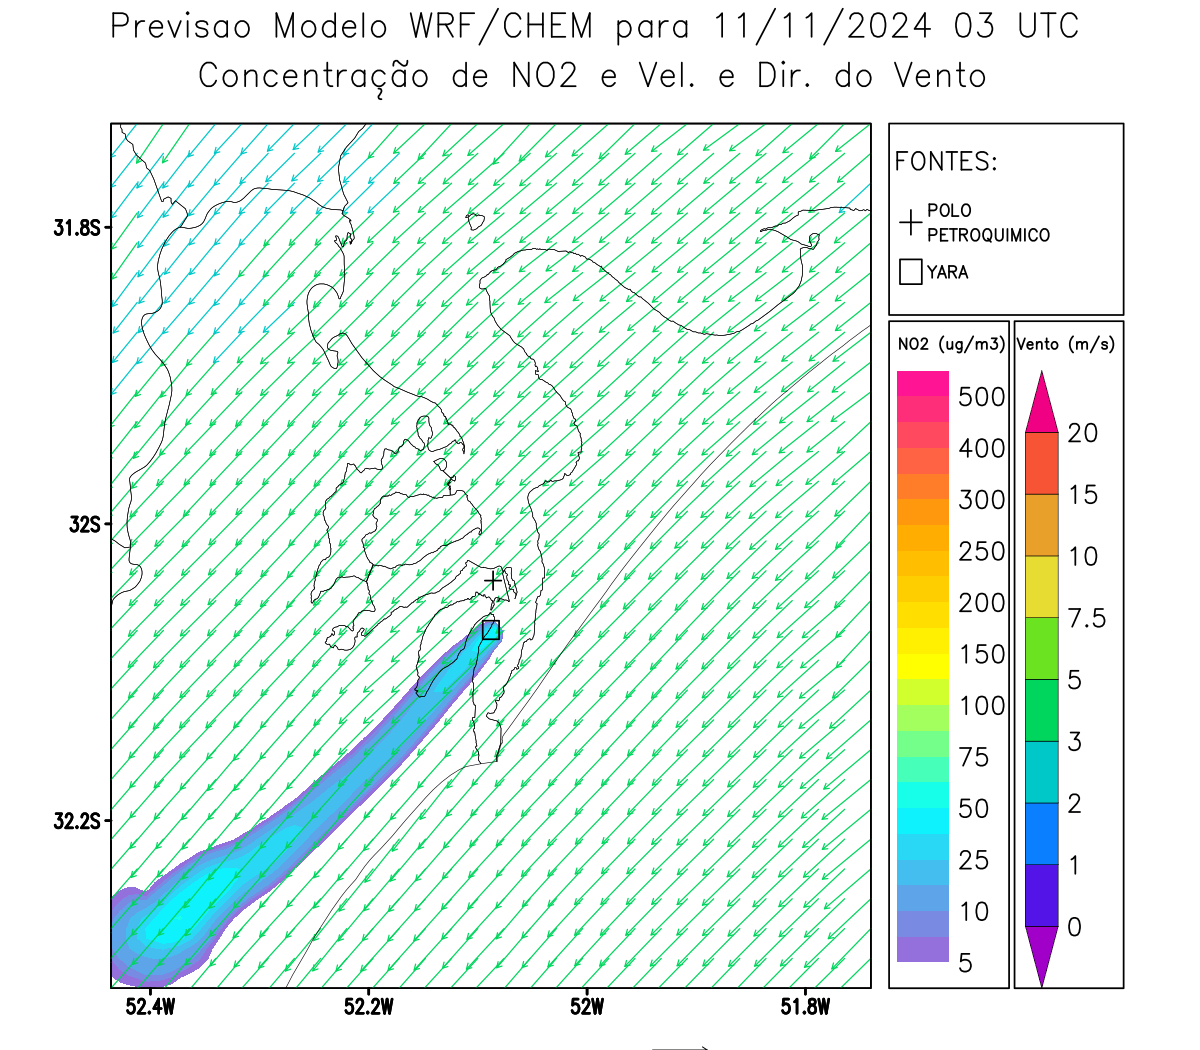 Previsao Modelo WRF/CHEM para 11/11/2024 03 UTC
Concentração de NO2 e Vel. e Dir. do Vento
FONTES:
POLO
PETROQUIMICO
YARA
NO2 (ug/m3)
500
400
300
250
200
150
100
75
50
25
10
5
Vento (m/s)
20
15
10
7.5
5
3
2
1
0
31.8S
32S
32.2S
52.4W
52.2W
52W
51.8W